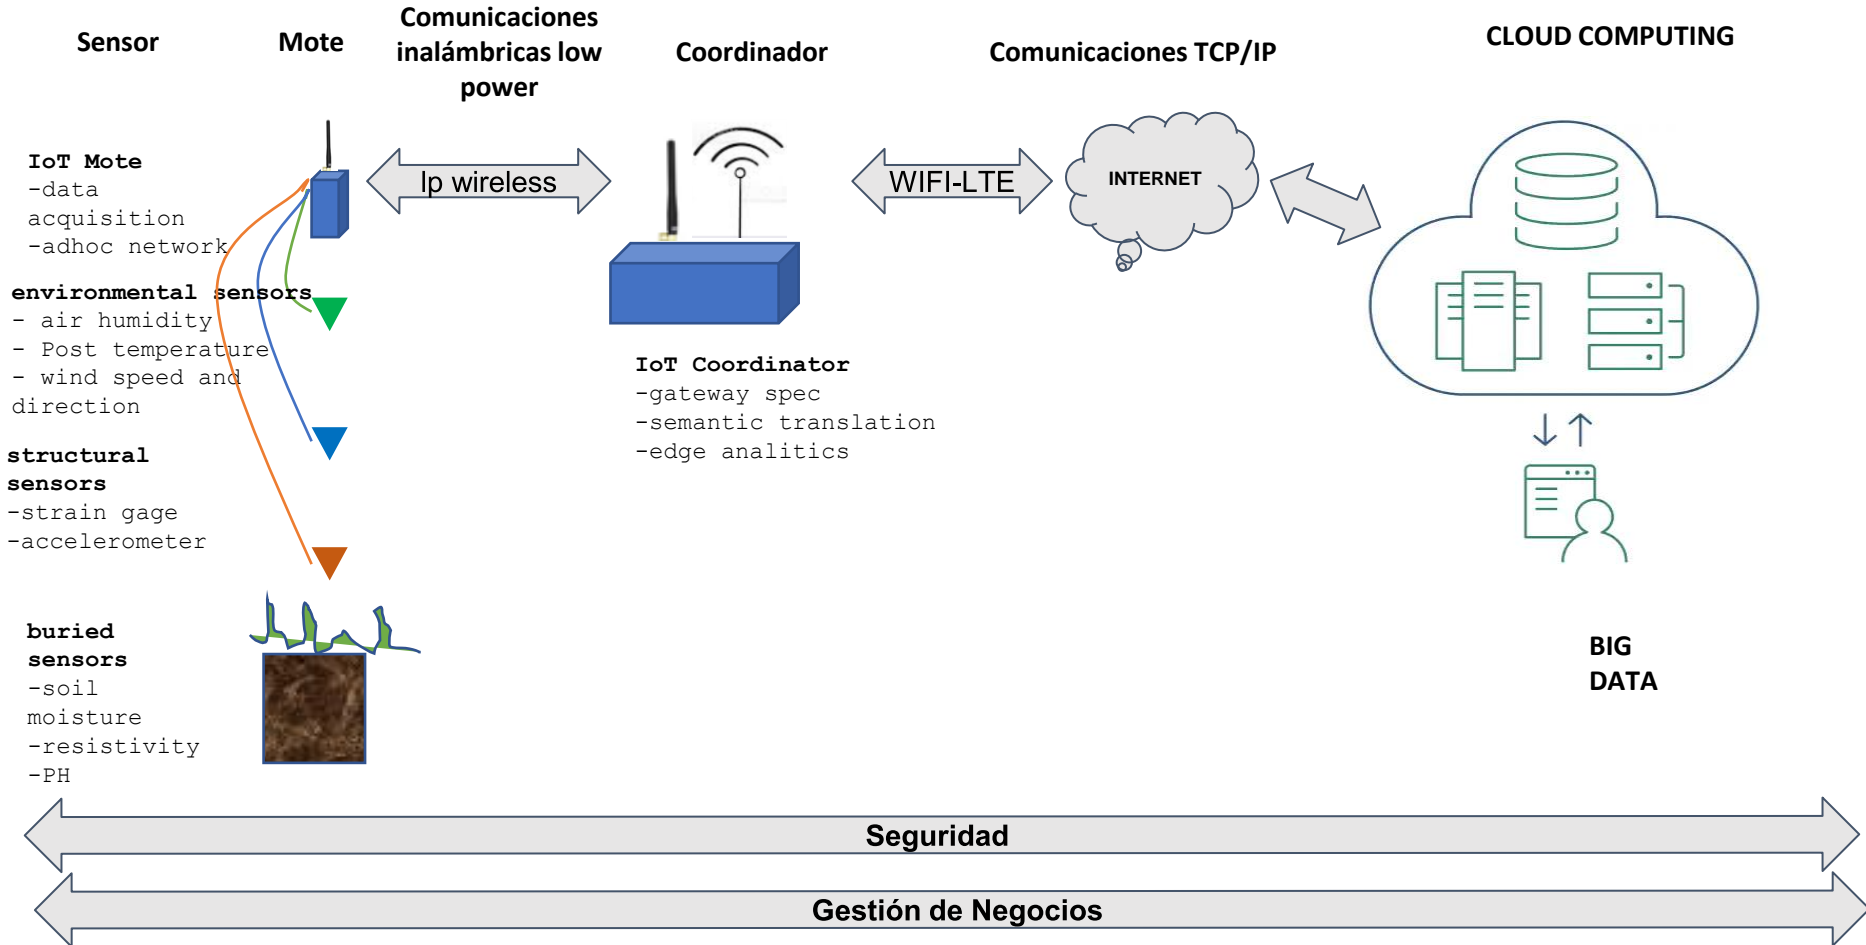 Sensor
Mote
Comunicaciones
inalámbricas low
power
Coordinador
Comunicaciones TCP/IP
CLOUD COMPUTING
IoT Mote
-data
acquisition
-adhoc network
Ip wireless
WIFI-LTE
INTERNET
environmental sensors
- air humidity
- Post temperature
- wind speed and
direction
IoT Coordinator
-gateway spec
-semantic translation
-edge analitics
structural
sensors
-strain gage
-accelerometer
buried
sensors
-soil
moisture
-resistivity
-PH
BIG
DATA
Seguridad
Gestión de Negocios